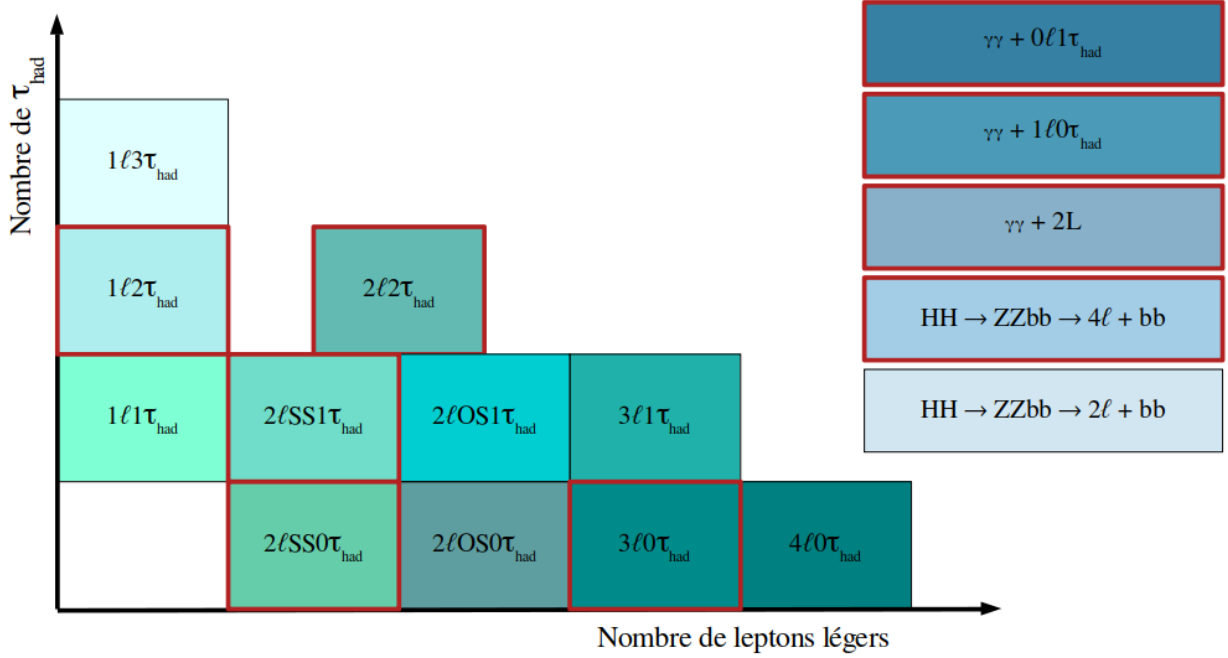 Nombre de τhad
1ℓ3τhad
1ℓ2τhad
2ℓ2τhad
1ℓ1τhad
2ℓSS1τhad
2ℓOS1τhad
3ℓ1τhad
2ℓSS0τhad
2ℓOS0τhad
3ℓ0τhad
4ℓ0τhad
Nombre de leptons légers
γγ + 0ℓ1τhad
γγ + 1ℓ0τhad
γγ + 2L
HH → ZZbb → 4ℓ + bb
HH → ZZbb → 2ℓ + bb